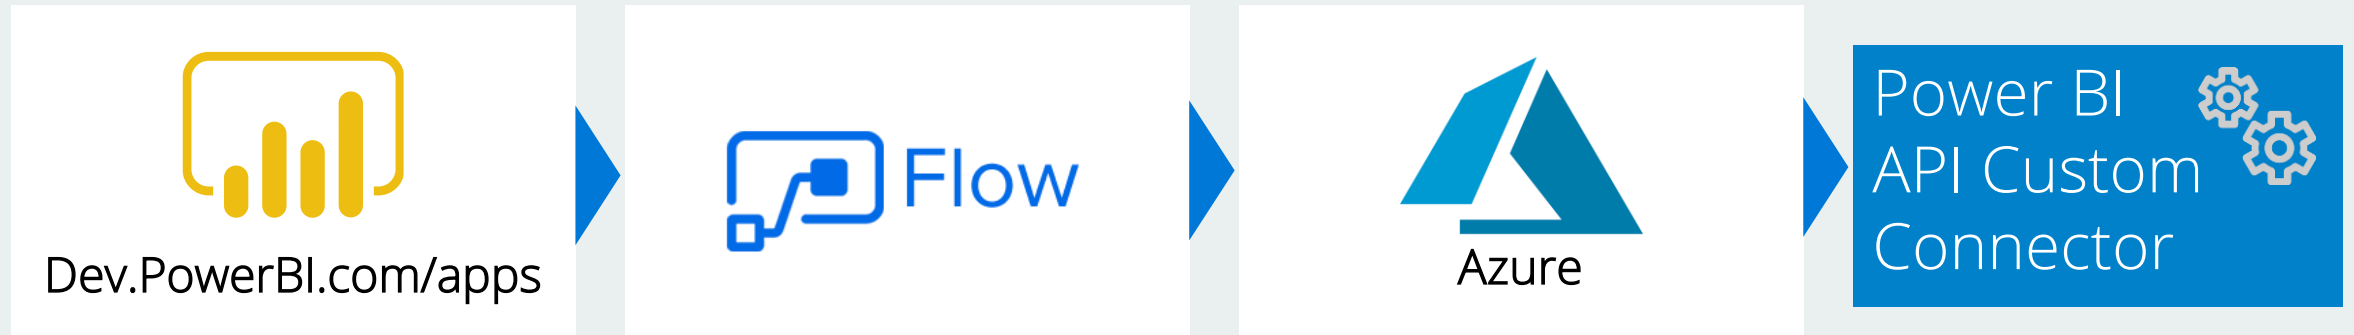 Dev.PowerBI.com/apps
Flow
Azure
Power BI
API Custom
Connector